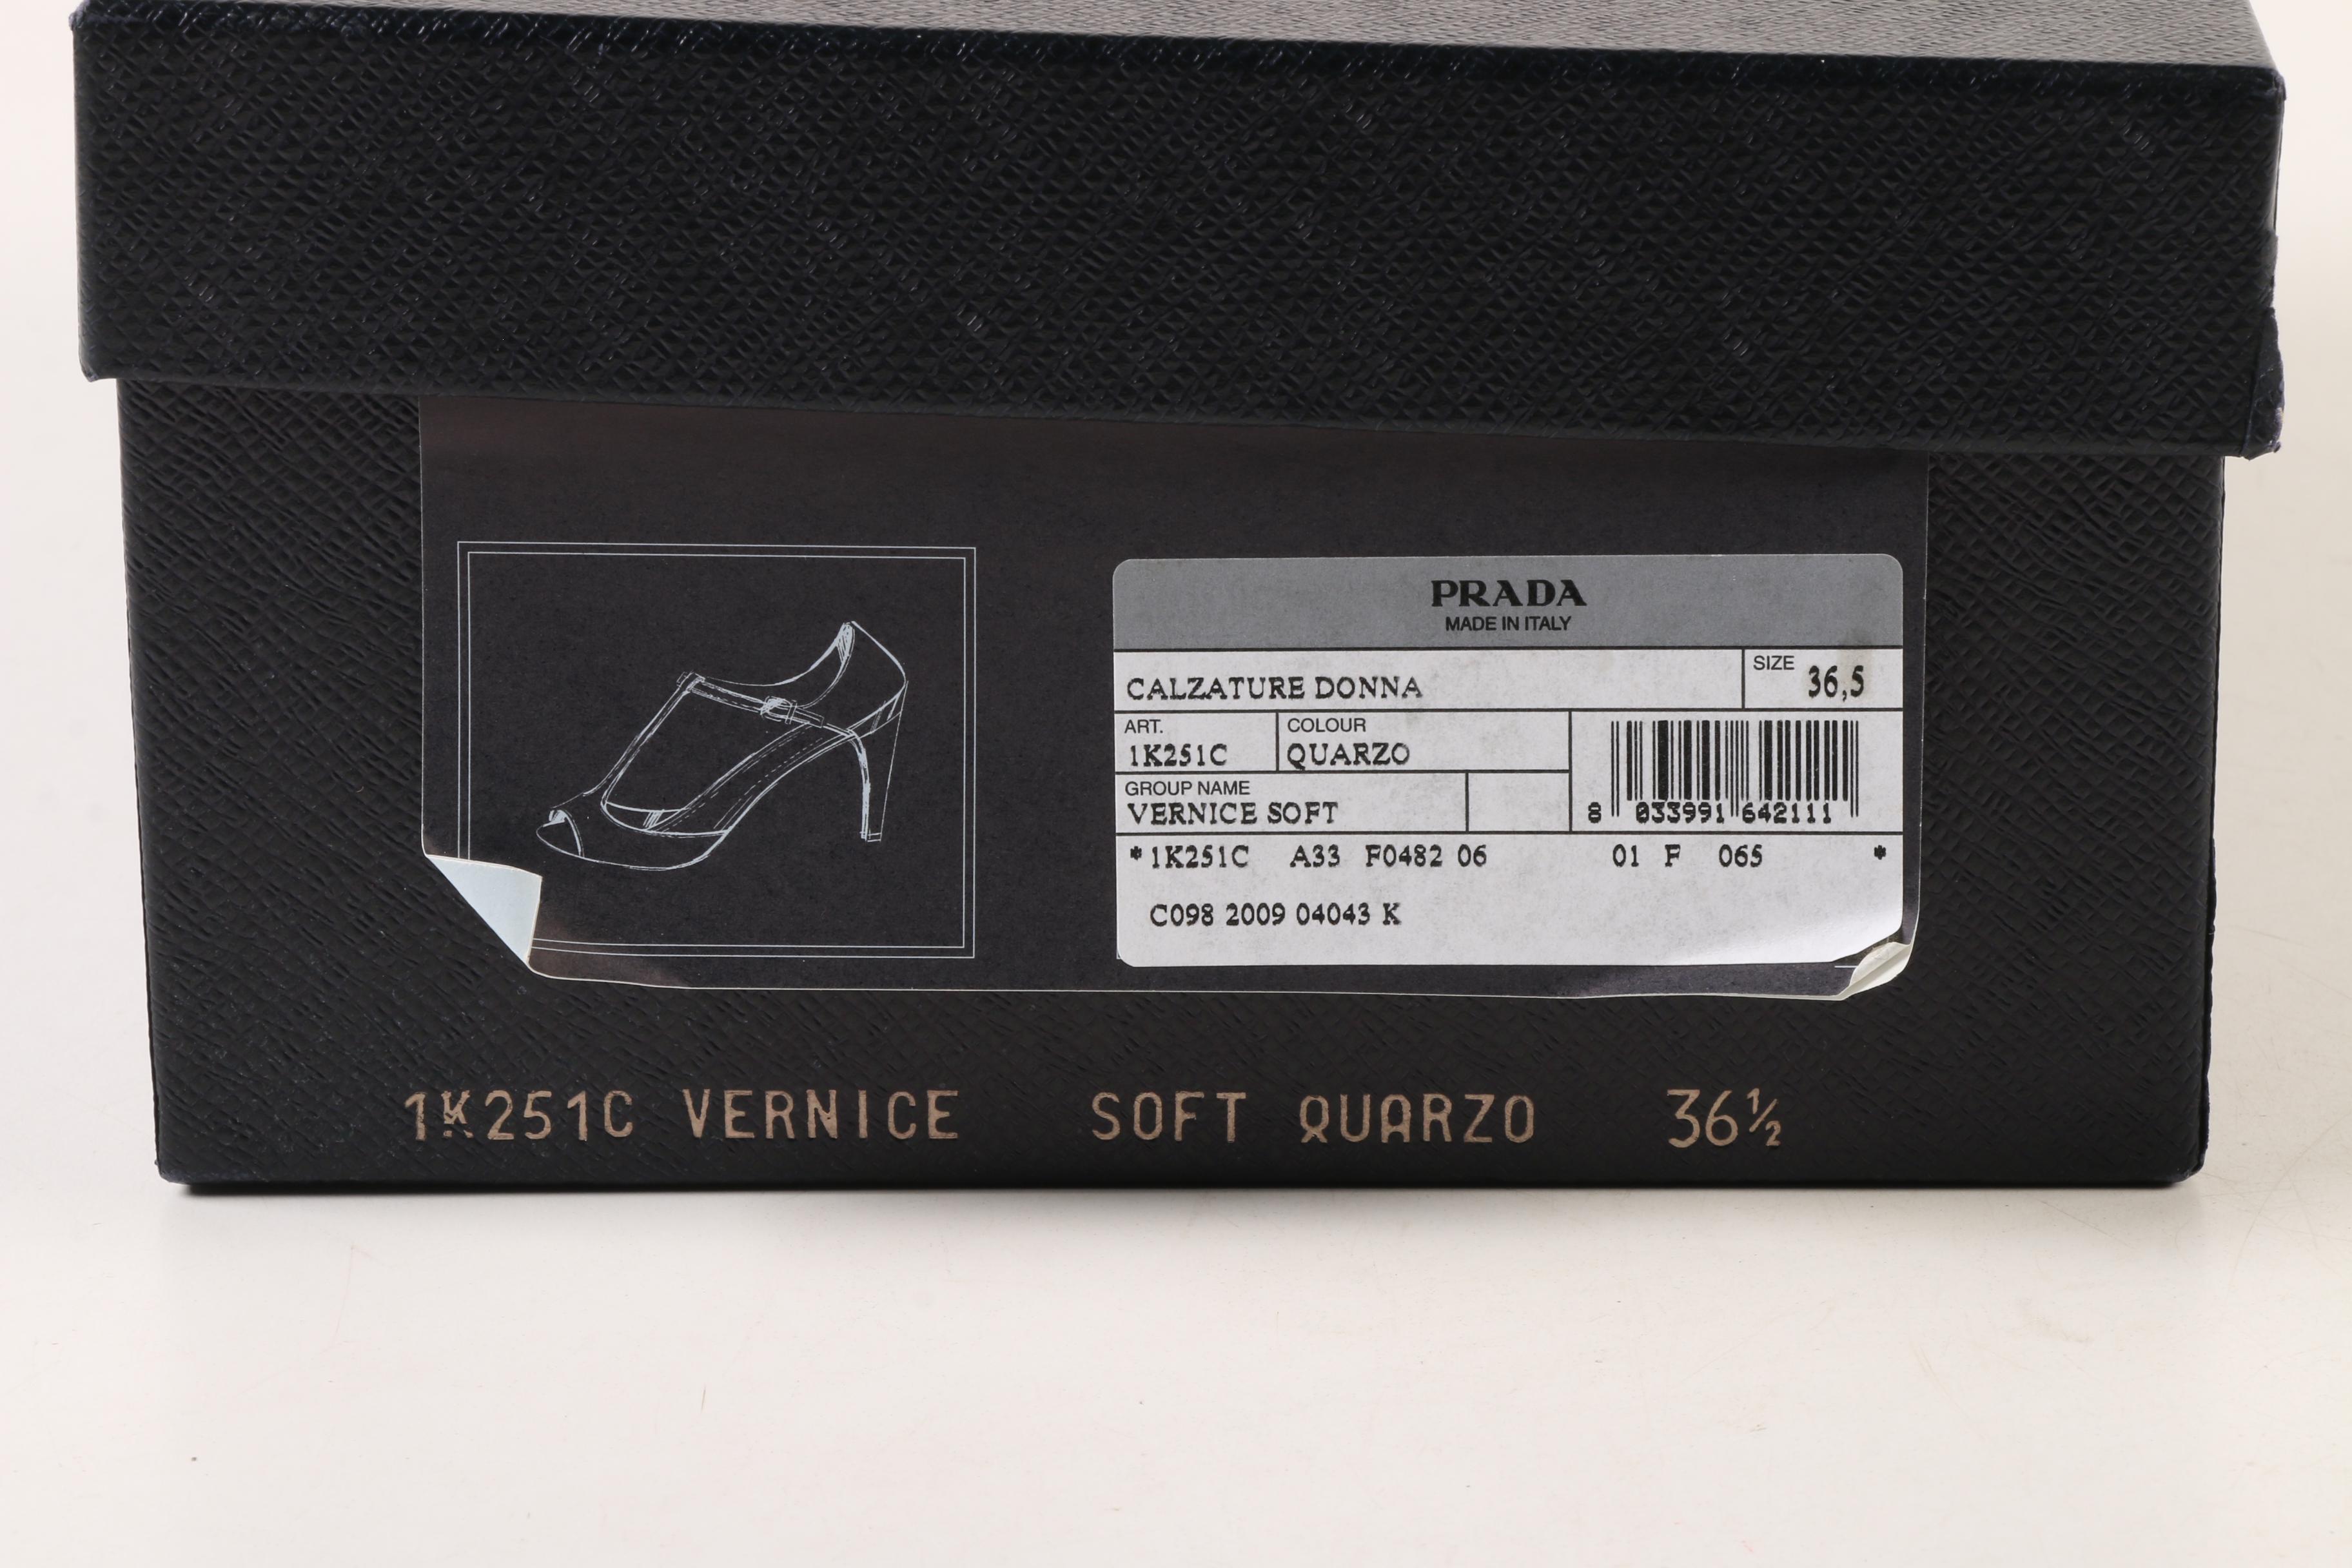 PRADA
MADE IN ITALY
CALZATURE DONNA
SIZE 36,5
ART.
1K251C
COLOUR
QUARZO
GROUP NAME
VERNICE SOFT
8 033991 642111
*1K251C A33 F0482 06 01 F 065 *
C098 2009 04043 K
1K251C VERNICE SOFT QUARZO 36½